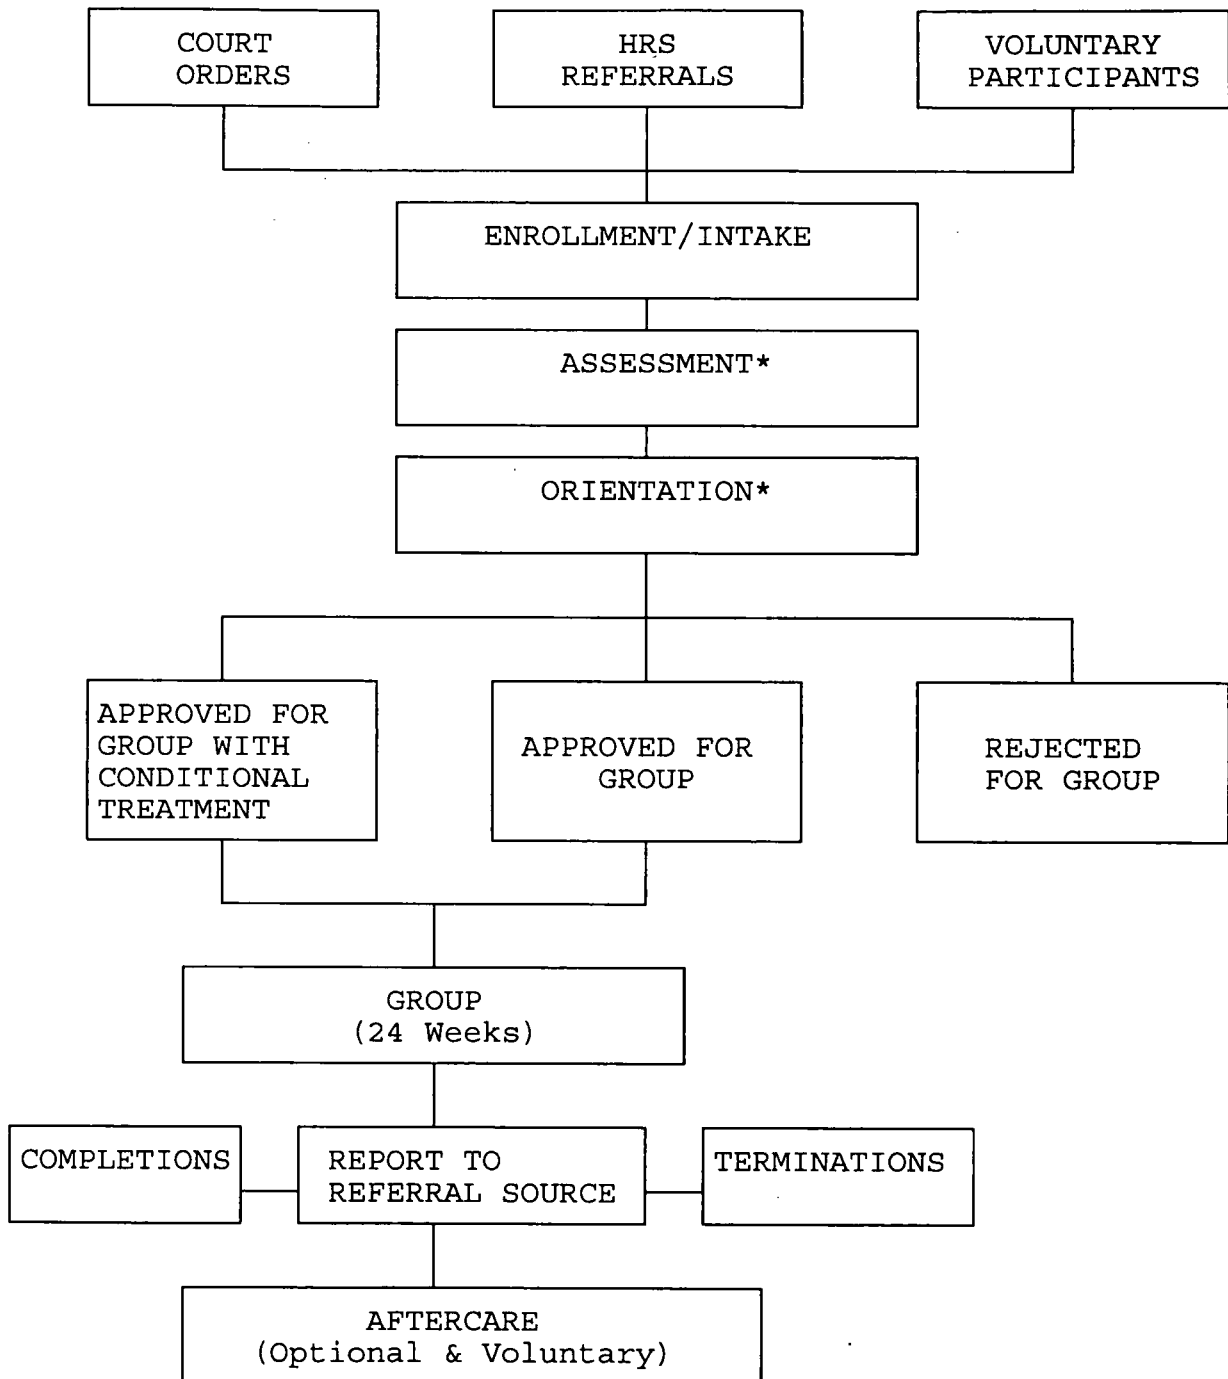 COURT
ORDERS
HRS
REFERRALS
VOLUNTARY
PARTICIPANTS
ENROLLMENT/INTAKE
ASSESSMENT*
ORIENTATION*
APPROVED FOR
GROUP WITH
CONDITIONAL
TREATMENT
APPROVED FOR
GROUP
REJECTED
FOR GROUP
GROUP
(24 Weeks)
COMPLETIONS
REPORT TO
REFERRAL SOURCE
TERMINATIONS
AFTERCARE
(Optional & Voluntary)